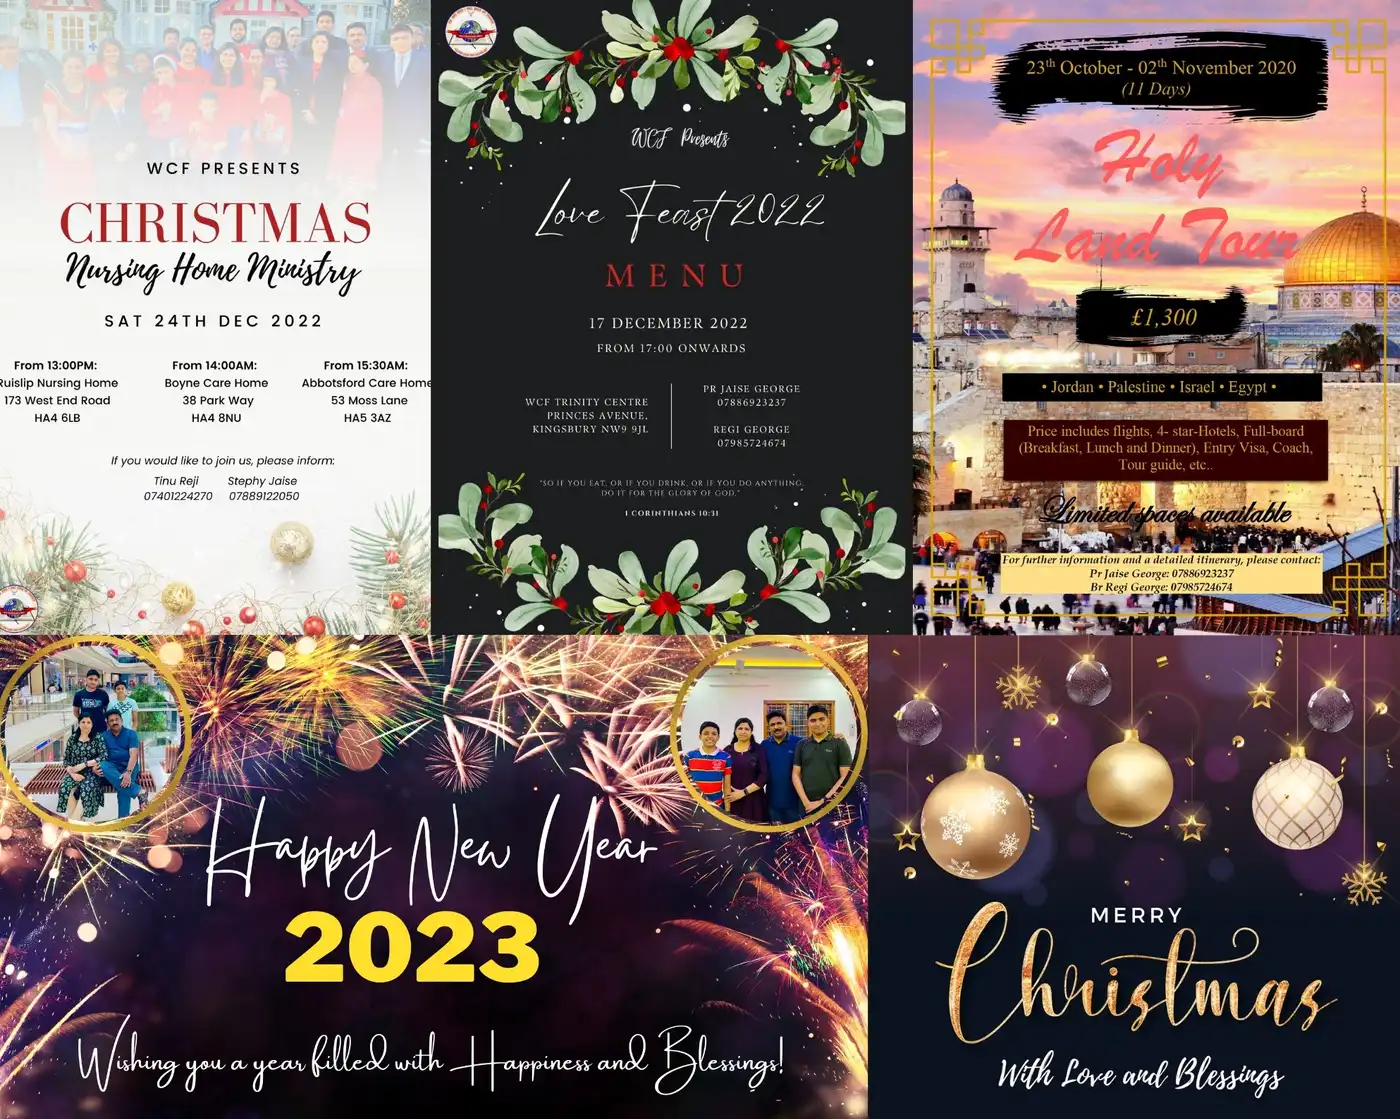 WCF PRESENTS
CHRISTMAS
Nursing Home Ministry
SAT 24TH DEC 2022
From 13:00PM:
Ruislip Nursing Home
173 West End Road
HA4 6LB
From 14:00AM:
Boyne Care Home
38 Park Way
HA4 8NU
From 15:30AM:
Abbotsford Care Home
53 Moss Lane
HA5 3AZ
If you would like to join us, please inform:
Tinu Reji
07401224270
Stephy Jaise
07889122050
WCF Presents
Love Feast 2022
MENU
17 DECEMBER 2022
FROM 17:00 ONWARDS
WCF TRINITY CENTRE
PRINCES AVENUE,
KINGSBURY NW9 9JL
PR JAISE GEORGE
07886923237
REGI GEORGE
07985724674
"SO IF YOU EAT, OR IF YOU DRINK, OR IF YOU DO ANYTHING,
DO IT FOR THE GLORY OF GOD."
1 CORINTHIANS 10:31
23th October - 02th November 2020
(11 Days)
Holy
Land Tour
£1,300
• Jordan • Palestine • Israel • Egypt •
Price includes flights, 4- star-Hotels, Full-board
(Breakfast, Lunch and Dinner), Entry Visa, Coach,
Tour guide, etc..
Limited spaces available
For further information and a detailed itinerary, please contact:
Pr Jaise George: 07886923237
Br Regi George: 07985724674
Happy New Year
2023
Wishing you a year filled with Happiness and Blessings!
MERRY
Christmas
With Love and Blessings